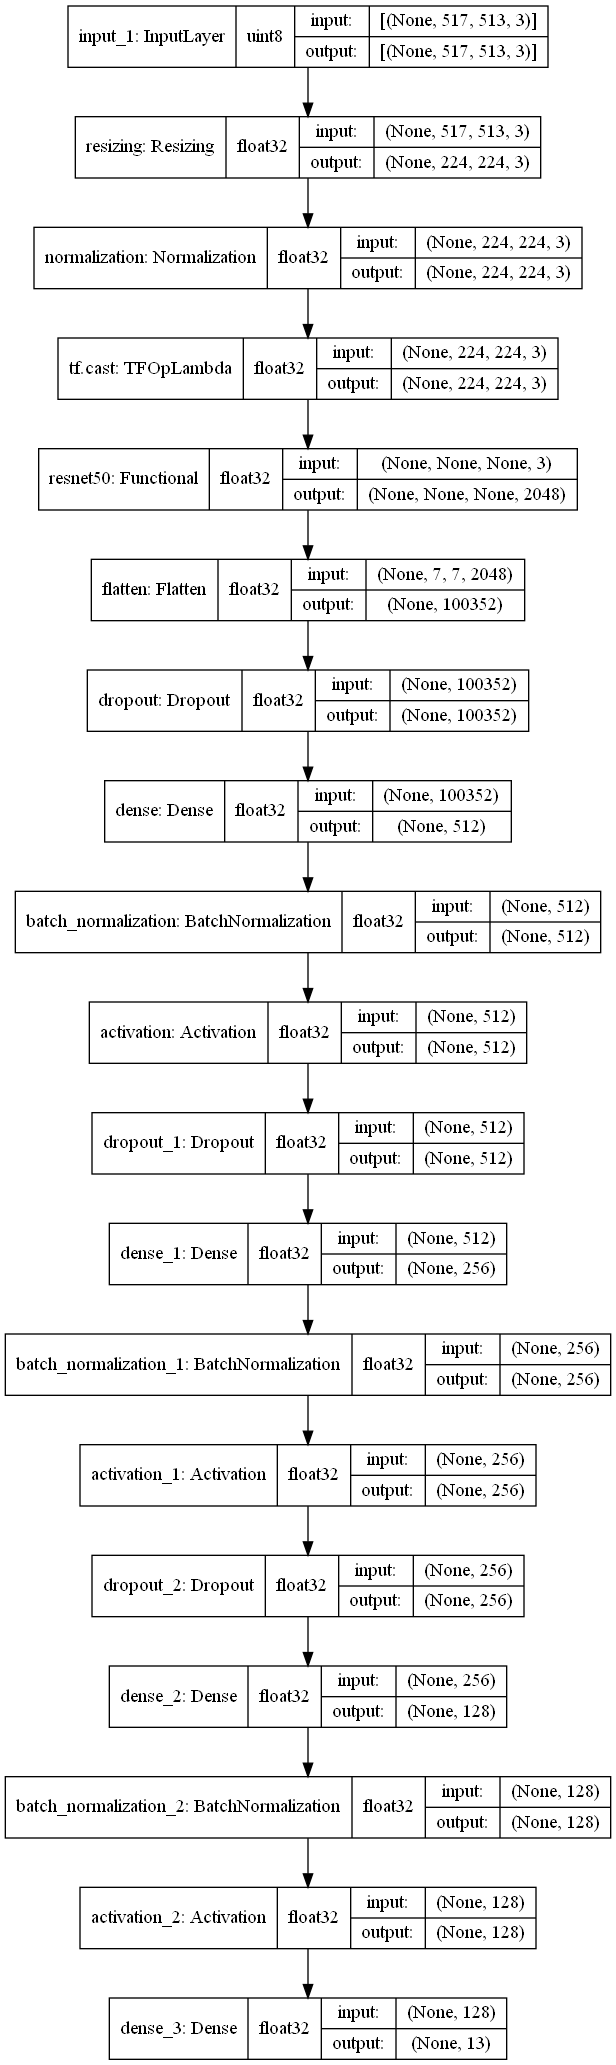 input_1: InputLayer uint8 input: [(None, 517, 513, 3)]
output: [(None, 517, 513, 3)]
resizing: Resizing float32 input: (None, 517, 513, 3)
output: (None, 224, 224, 3)
normalization: Normalization float32 input: (None, 224, 224, 3)
output: (None, 224, 224, 3)
tf.cast: TFOpLambda float32 input: (None, 224, 224, 3)
output: (None, 224, 224, 3)
resnet50: Functional float32 input: (None, None, None, 3)
output: (None, None, None, 2048)
flatten: Flatten float32 input: (None, 7, 7, 2048)
output: (None, 100352)
dropout: Dropout float32 input: (None, 100352)
output: (None, 100352)
dense: Dense float32 input: (None, 100352)
output: (None, 512)
batch_normalization: BatchNormalization float32 input: (None, 512)
output: (None, 512)
activation: Activation float32 input: (None, 512)
output: (None, 512)
dropout_1: Dropout float32 input: (None, 512)
output: (None, 512)
dense_1: Dense float32 input: (None, 512)
output: (None, 256)
batch_normalization_1: BatchNormalization float32 input: (None, 256)
output: (None, 256)
activation_1: Activation float32 input: (None, 256)
output: (None, 256)
dropout_2: Dropout float32 input: (None, 256)
output: (None, 256)
dense_2: Dense float32 input: (None, 256)
output: (None, 128)
batch_normalization_2: BatchNormalization float32 input: (None, 128)
output: (None, 128)
activation_2: Activation float32 input: (None, 128)
output: (None, 128)
dense_3: Dense float32 input: (None, 128)
output: (None, 13)